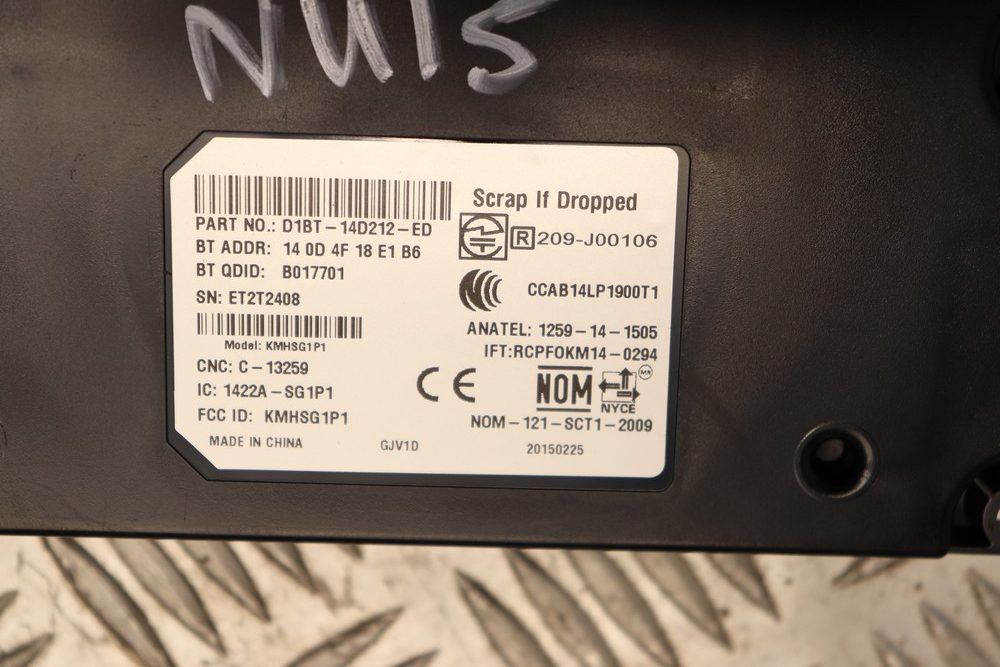 NU15
PART NO.: D1BT-14D212-ED
BT ADDR: 14 0D 4F 18 E1 B6
BT QDID: B017701
SN: ET2T2408
Model: KMHSG1P1
CNC: C-13259
IC: 1422A-SG1P1
FCC ID: KMHSG1P1
MADE IN CHINA
GJV1D
Scrap If Dropped
R 209-J00106
CCAB14LP1900T1
ANATEL: 1259-14-1505
IFT:RCPFOKM14-0294
CE
NOM
MR
NYCE
NOM-121-SCT1-2009
20150225